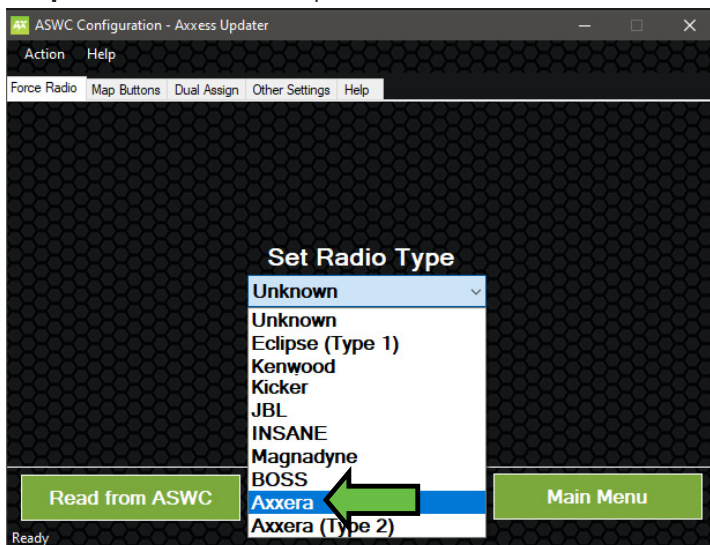 AX ASWC Configuration - Axxess Updater
Action Help
Force Radio Map Buttons Dual Assign Other Settings Help
Set Radio Type
Unknown
Unknown
Eclipse (Type 1)
Kenwood
Kicker
JBL
INSANE
Magnadyne
BOSS
Axxera
Axxera (Type 2)
Read from ASWC
Main Menu
Ready